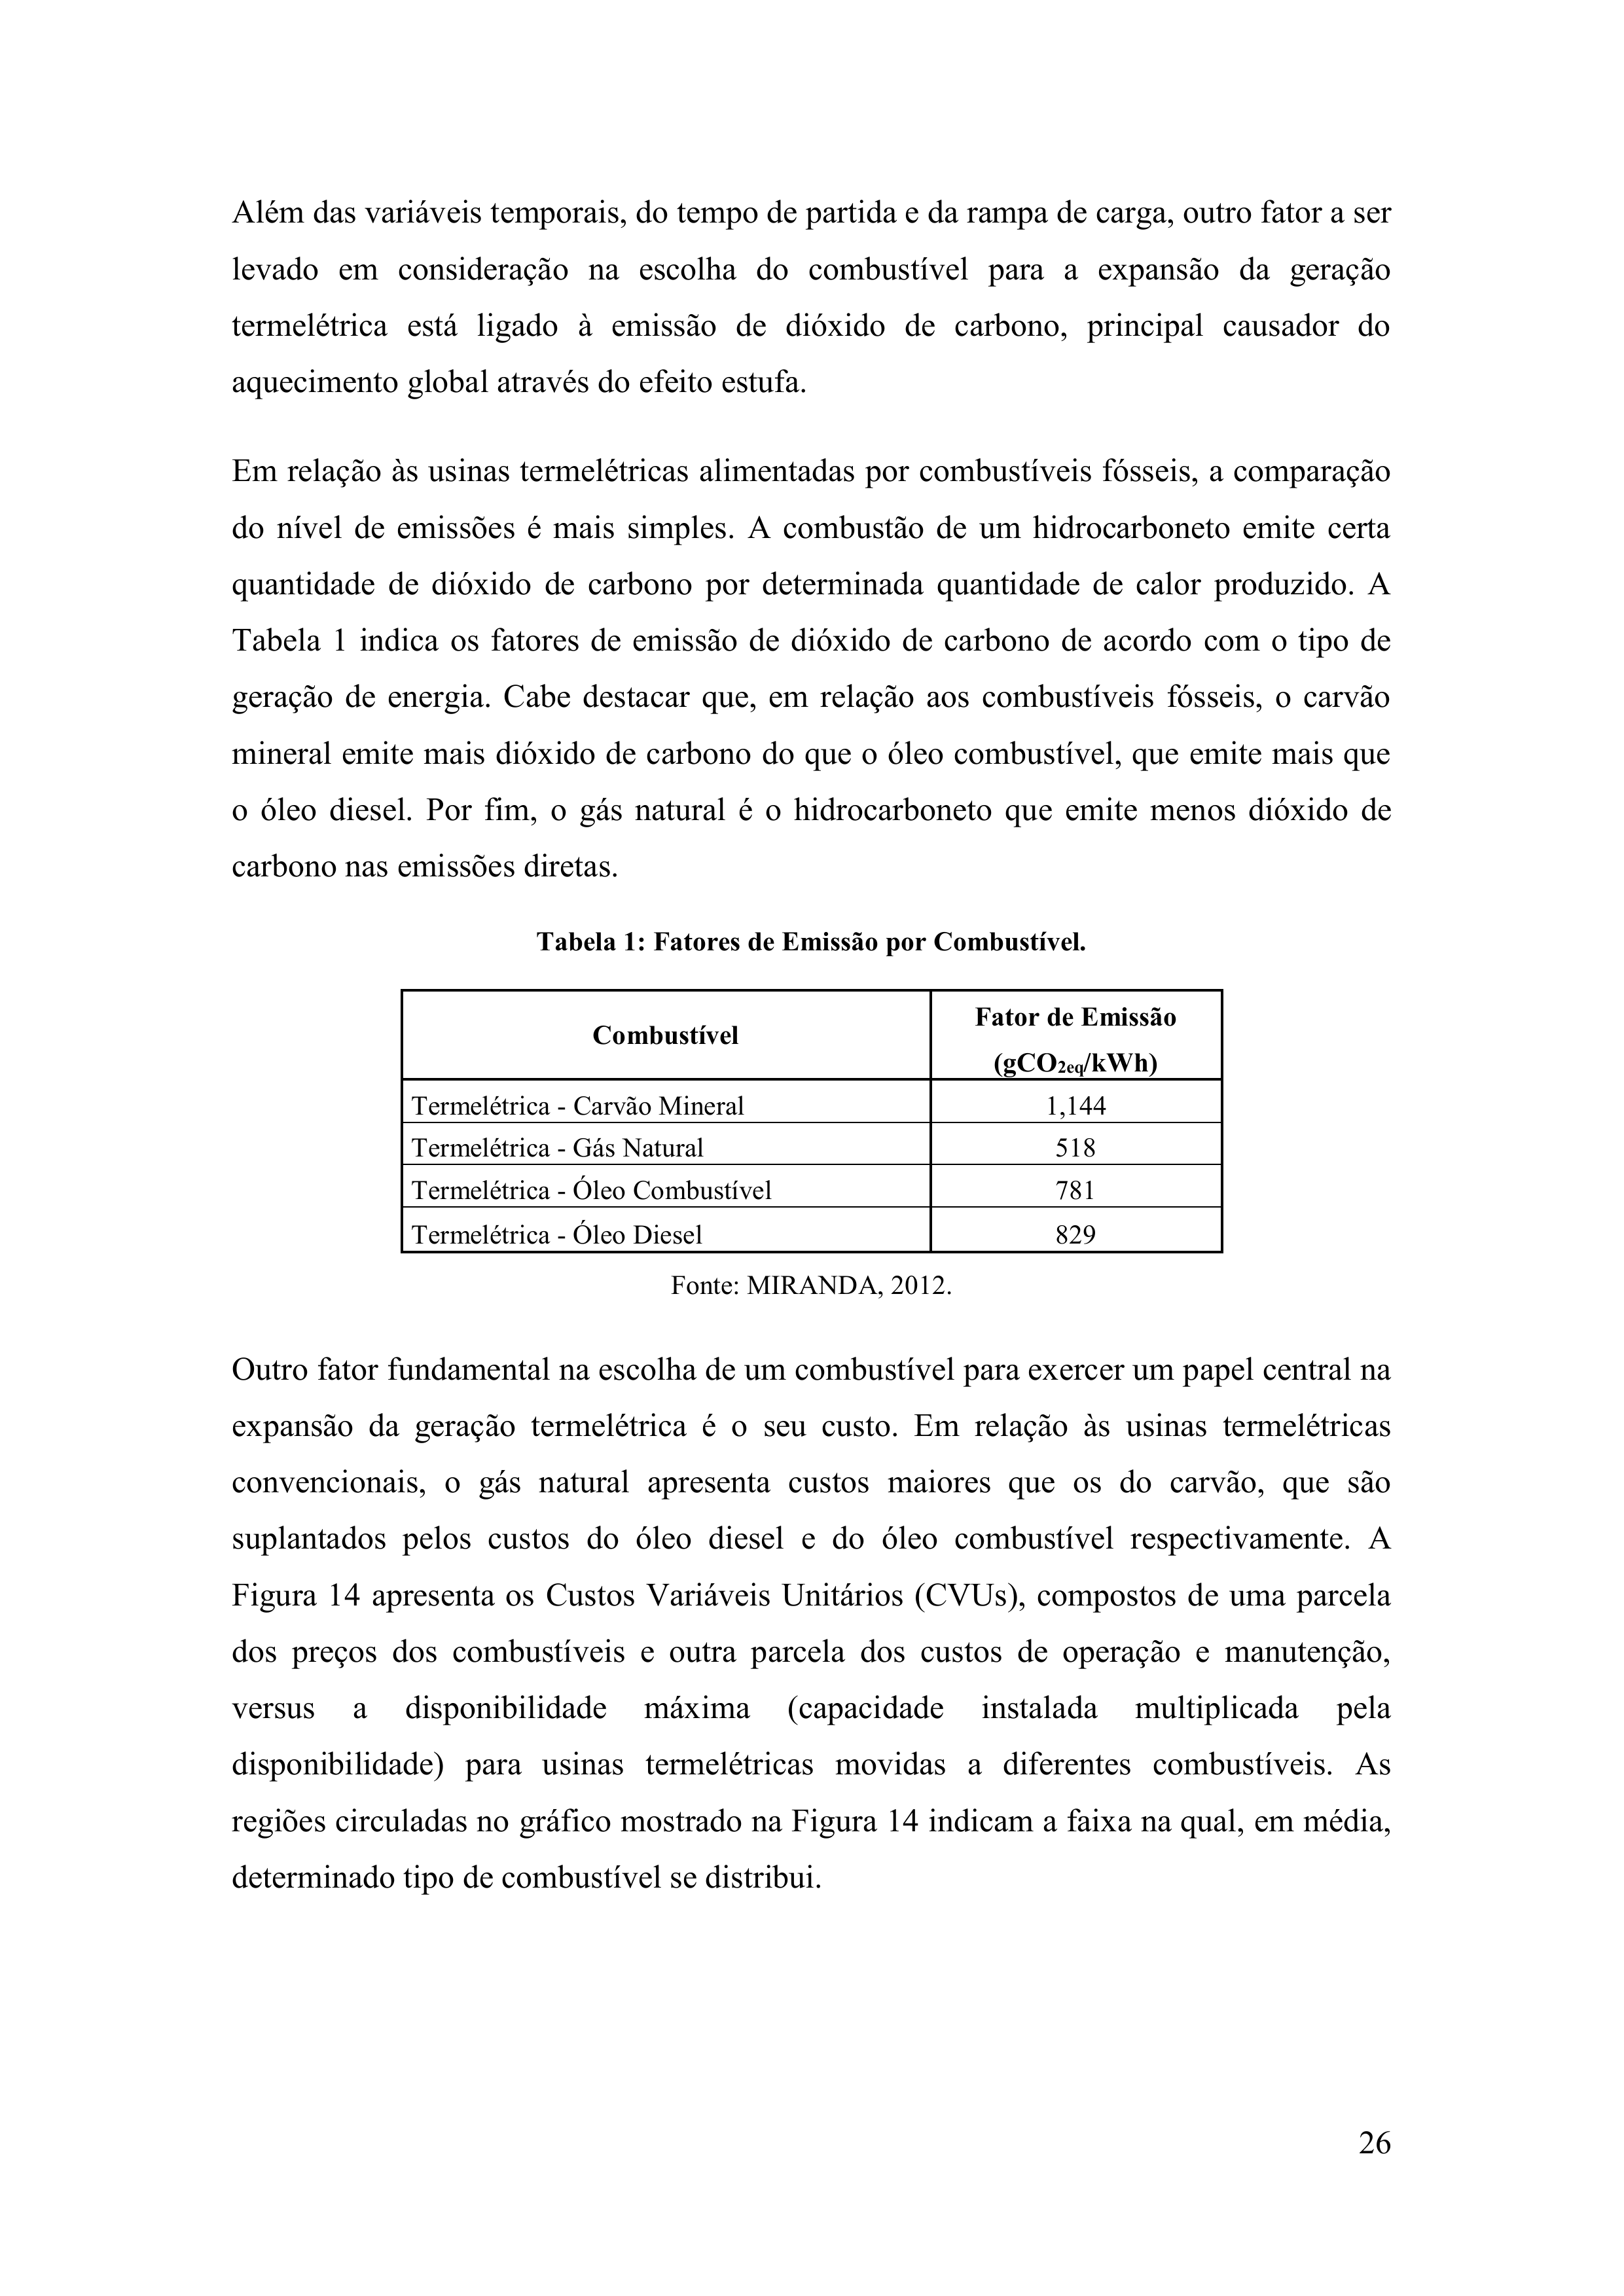 Além das variáveis temporais, do tempo de partida e da rampa de carga, outro fator a ser
levado em consideração na escolha do combustível para a expansão da geração
termelétrica está ligado à emissão de dióxido de carbono, principal causador do
aquecimento global através do efeito estufa.
Em relação às usinas termelétricas alimentadas por combustíveis fósseis, a comparação
do nível de emissões é mais simples. A combustão de um hidrocarboneto emite certa
quantidade de dióxido de carbono por determinada quantidade de calor produzido. A
Tabela 1 indica os fatores de emissão de dióxido de carbono de acordo com o tipo de
geração de energia. Cabe destacar que, em relação aos combustíveis fósseis, o carvão
mineral emite mais dióxido de carbono do que o óleo combustível, que emite mais que
o óleo diesel. Por fim, o gás natural é o hidrocarboneto que emite menos dióxido de
carbono nas emissões diretas.
Tabela 1: Fatores de Emissão por Combustível.
Combustível
Fator de Emissão
(gCO2eq/kWh)
Termelétrica - Carvão Mineral 1,144
Termelétrica - Gás Natural 518
Termelétrica - Óleo Combustível 781
Termelétrica - Óleo Diesel 829
Fonte: MIRANDA, 2012.
Outro fator fundamental na escolha de um combustível para exercer um papel central na
expansão da geração termelétrica é o seu custo. Em relação às usinas termelétricas
convencionais, o gás natural apresenta custos maiores que os do carvão, que são
suplantados pelos custos do óleo diesel e do óleo combustível respectivamente. A
Figura 14 apresenta os Custos Variáveis Unitários (CVUs), compostos de uma parcela
dos preços dos combustíveis e outra parcela dos custos de operação e manutenção,
versus a disponibilidade máxima (capacidade instalada multiplicada pela
disponibilidade) para usinas termelétricas movidas a diferentes combustíveis. As
regiões circuladas no gráfico mostrado na Figura 14 indicam a faixa na qual, em média,
determinado tipo de combustível se distribui.
26